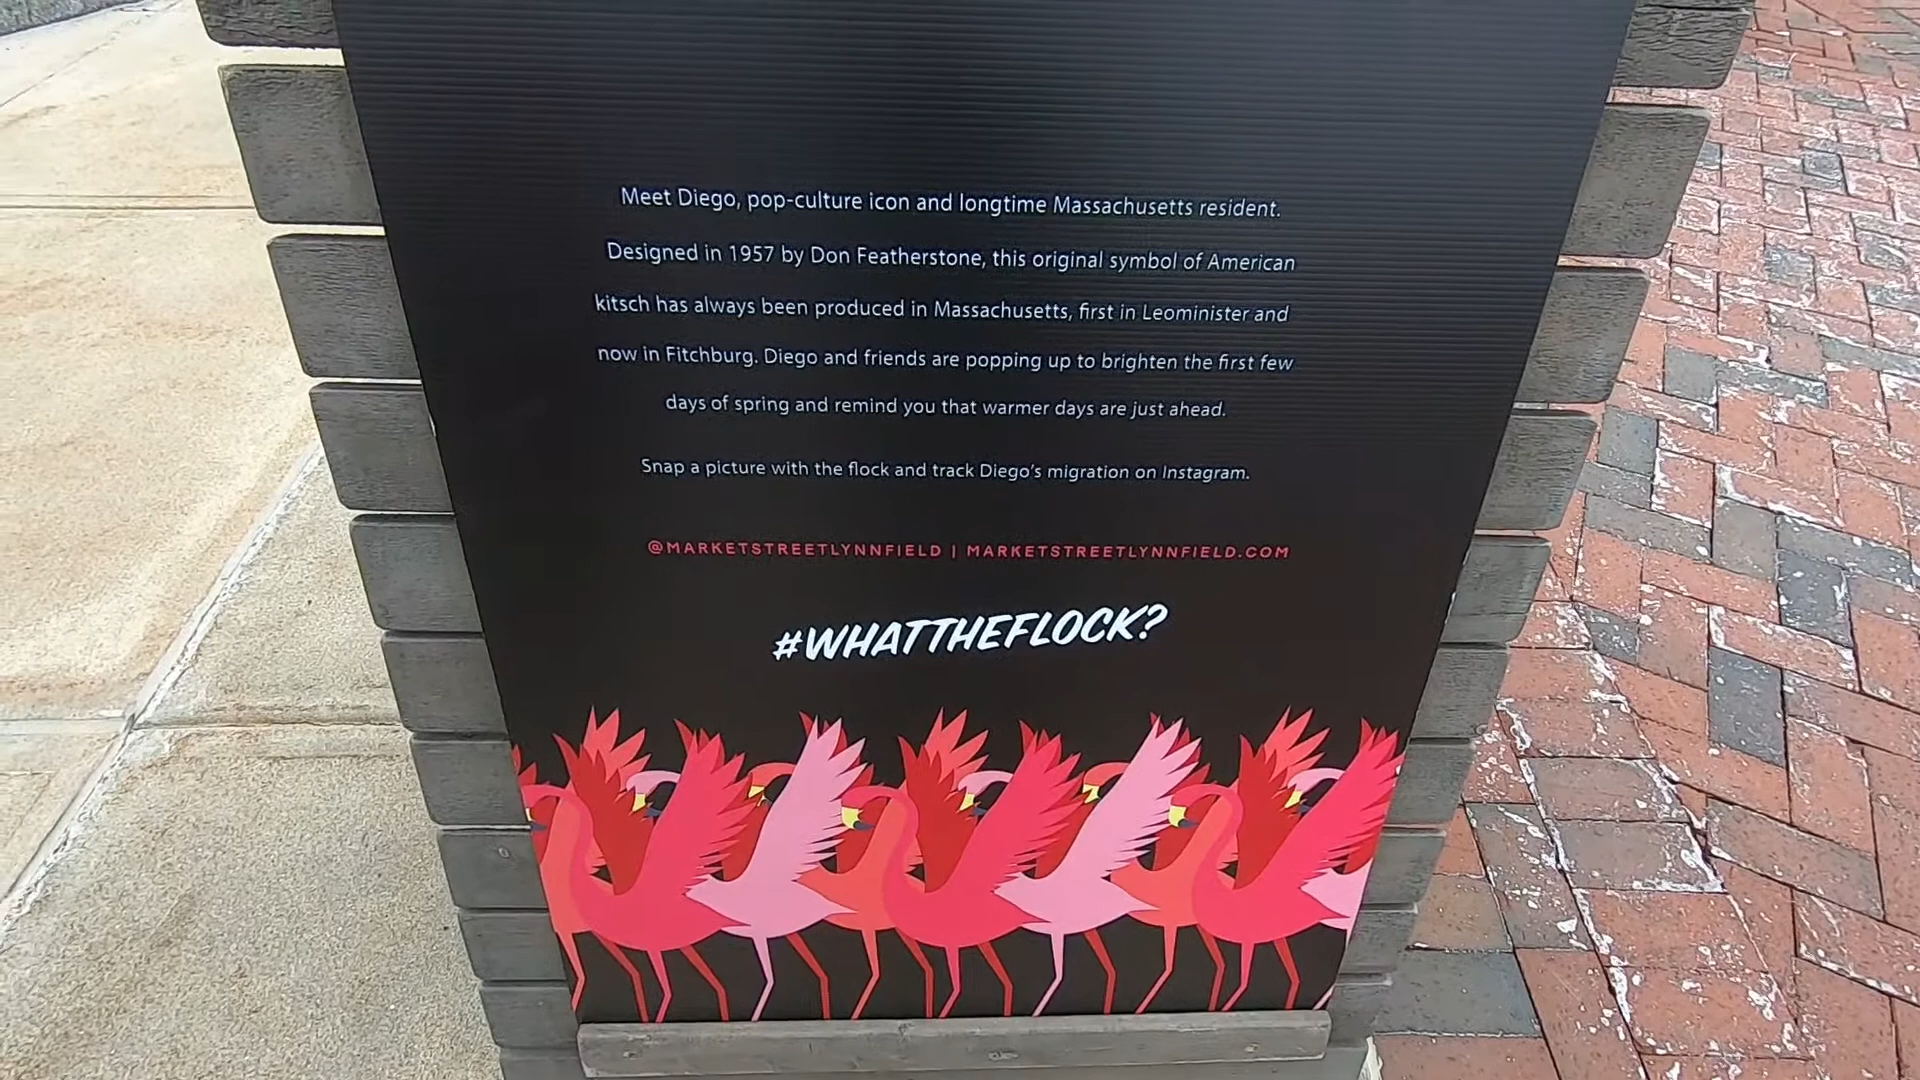 Meet Diego, pop-culture icon and longtime Massachusetts resident.
Designed in 1957 by Don Featherstone, this original symbol of American
kitsch has always been produced in Massachusetts, first in Leominister and
now in Fitchburg. Diego and friends are popping up to brighten the first few
days of spring and remind you that warmer days are just ahead.
Snap a picture with the flock and track Diego's migration on Instagram.
@MARKETSTREETLYNNFIELD | MARKETSTREETLYNNFIELD.COM
#WHATTHEFLOCK?